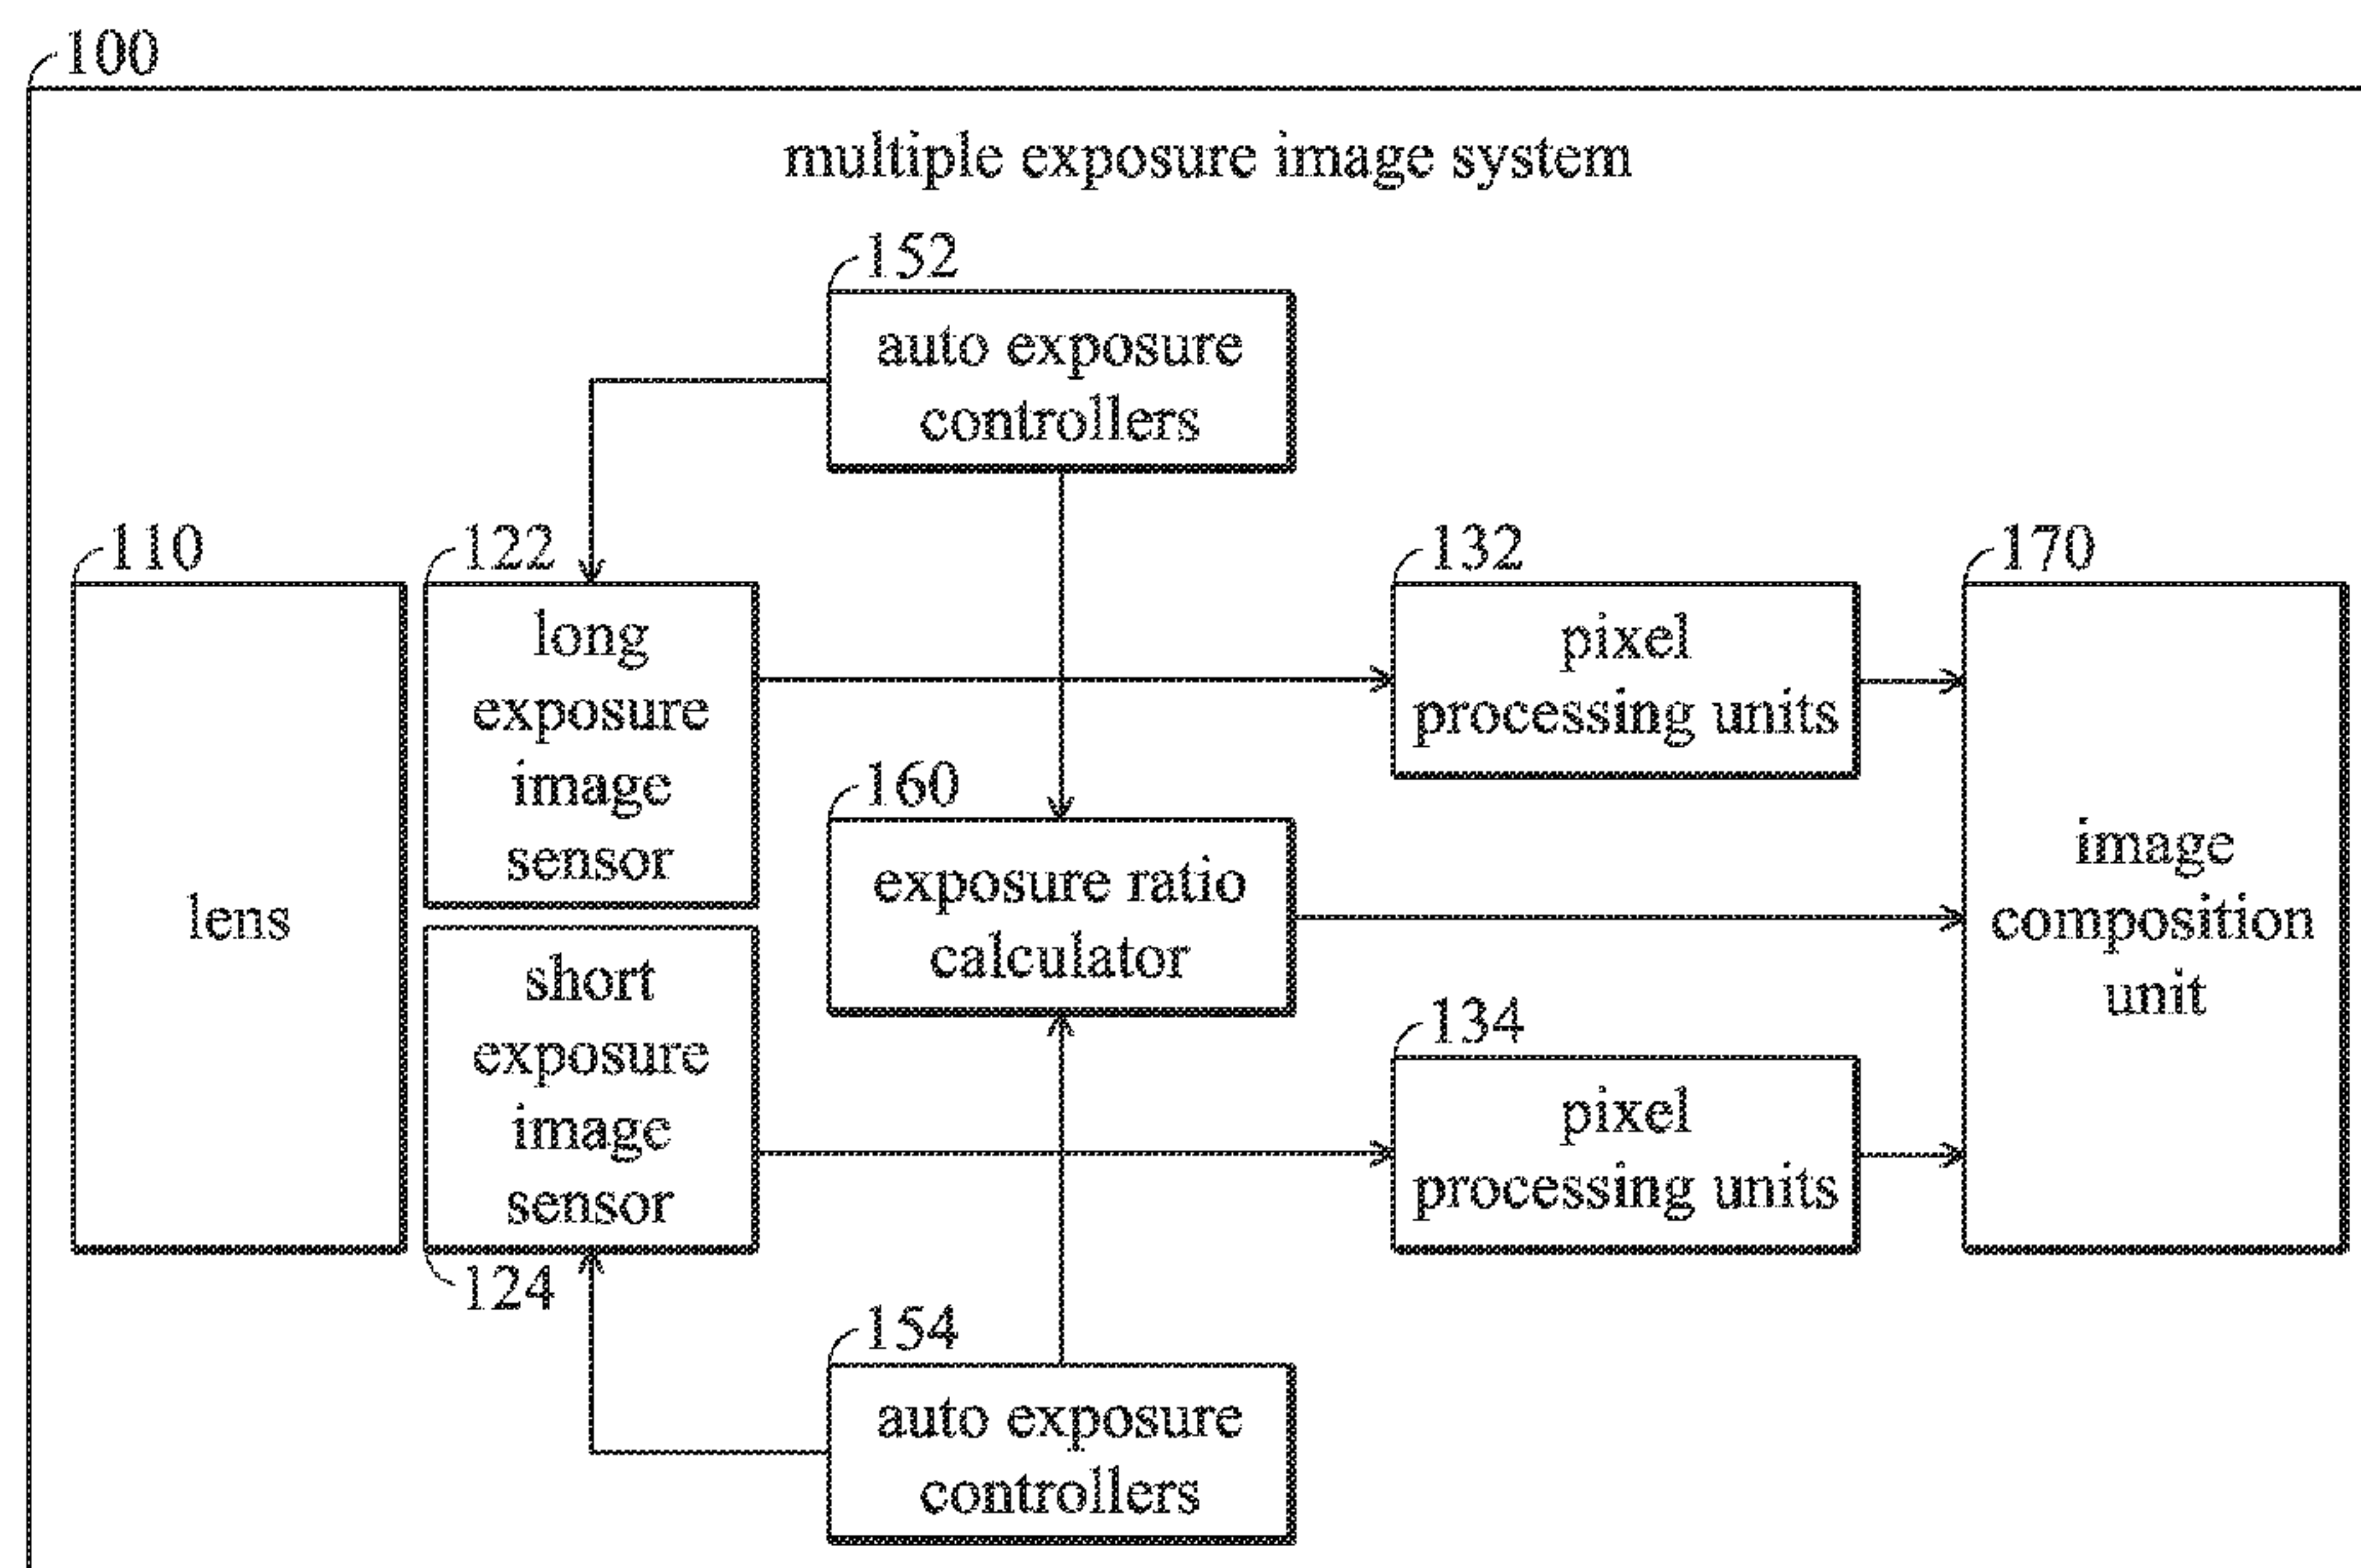 100
multiple exposure image system
152
auto exposure
controllers
110
lens
122
long
exposure
image
sensor
132
pixel
processing units
170
image
composition
unit
160
exposure ratio
calculator
short
exposure
image
sensor
124
134
pixel
processing units
154
auto exposure
controllers